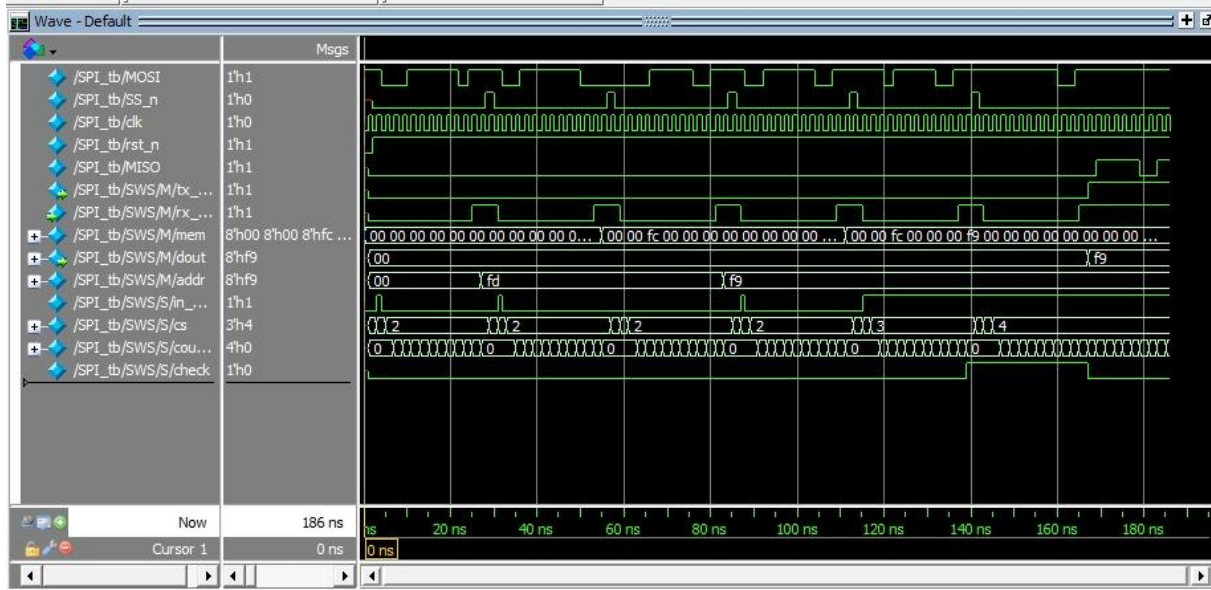 Wave - Default
Msgs
/SPI_tb/MOSI 1'h1
/SPI_tb/SS_n 1'h0
/SPI_tb/clk 1'h0
/SPI_tb/rst_n 1'h1
/SPI_tb/MISO 1'h1
/SPI_tb/SWS/M/tx_... 1'h1
/SPI_tb/SWS/M/rx_... 1'h1
/SPI_tb/SWS/M/mem 8'h00 8'h00 8'hfc ... 00 00 00 00 00 00 00 00 00 00 00 0... 00 00 fc 00 00 00 00 00 00 00 00 00 ... 00 00 fc 00 00 00 f9 00 00 00 00 00 00 00 00 ...
/SPI_tb/SWS/M/dout 8'hf9 00 f9
/SPI_tb/SWS/M/addr 8'hf9 00 fd f9
/SPI_tb/SWS/S/in_... 1'h1
/SPI_tb/SWS/S/cs 3'h4 2 2 2 2 3 4
/SPI_tb/SWS/S/cou... 4'h0 0 0 0 0 0 0
/SPI_tb/SWS/S/check 1'h0
Now 186 ns ns 20 ns 40 ns 60 ns 80 ns 100 ns 120 ns 140 ns 160 ns 180 ns
Cursor 1 0 ns 0 ns